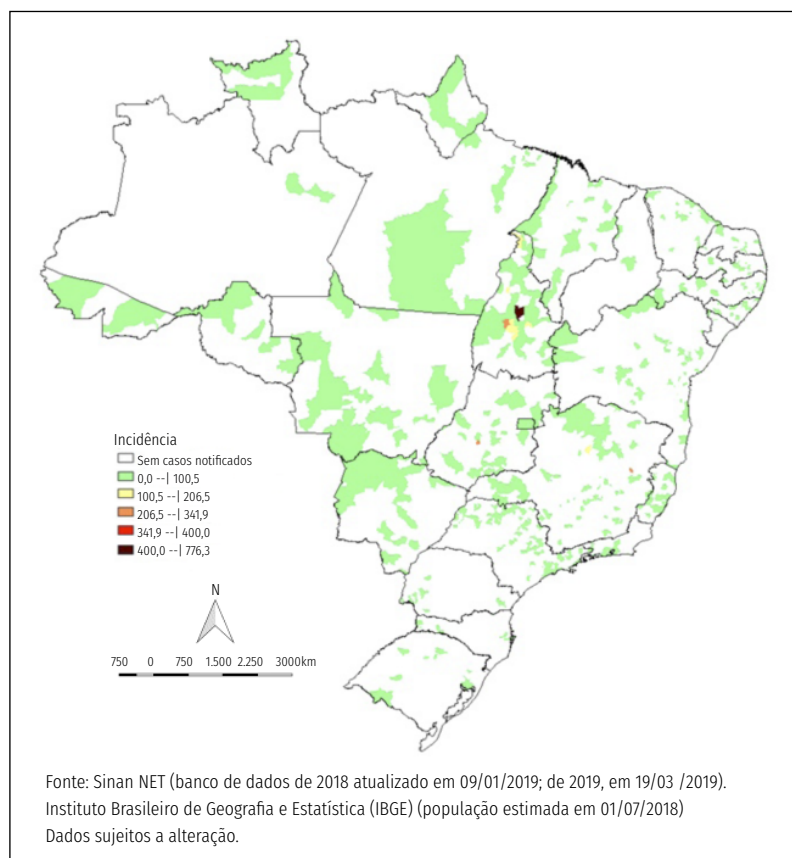 Incidência
Sem casos notificados
0,0 --| 100,5
100,5 --| 206,5
206,5 --| 341,9
341,9 --| 400,0
400,0 --| 776,3
N
750 0 750 1.500 2.250 3000km
Fonte: Sinan NET (banco de dados de 2018 atualizado em 09/01/2019; de 2019, em 19/03 /2019).
Instituto Brasileiro de Geografia e Estatística (IBGE) (população estimada em 01/07/2018)
Dados sujeitos a alteração.